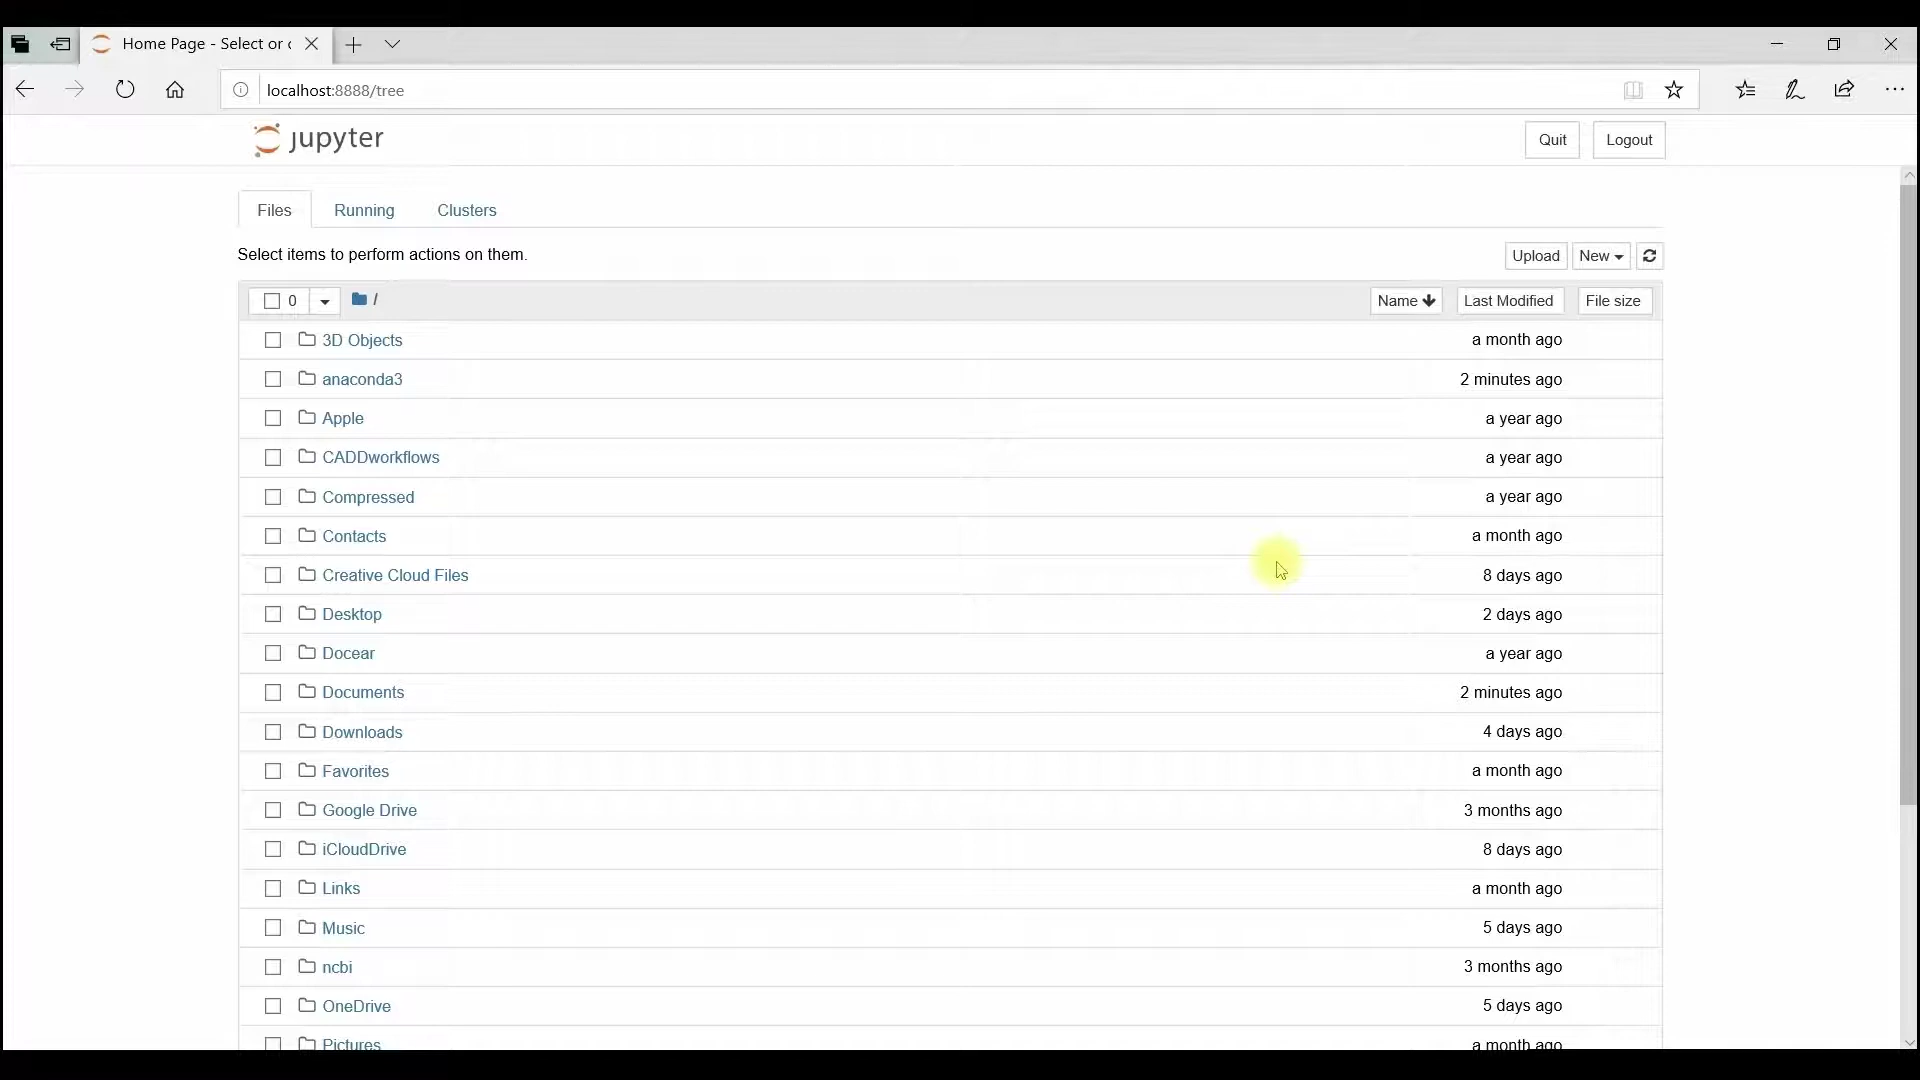 Home Page - Select or c
localhost:8888/tree
jupyter
Quit
Logout
Files
Running
Clusters
Select items to perform actions on them.
Upload
New
0
/
Name
Last Modified
File size
3D Objects a month ago
anaconda3 2 minutes ago
Apple a year ago
CADDworkflows a year ago
Compressed a year ago
Contacts a month ago
Creative Cloud Files 8 days ago
Desktop 2 days ago
Docear a year ago
Documents 2 minutes ago
Downloads 4 days ago
Favorites a month ago
Google Drive 3 months ago
iCloudDrive 8 days ago
Links a month ago
Music 5 days ago
ncbi 3 months ago
OneDrive 5 days ago
Pictures a month ago